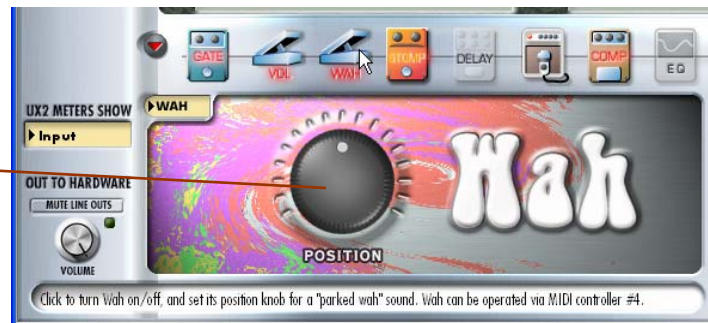 GATE
VOL
WAH
STOMP
DELAY
COMP
EQ
UX2 METERS SHOW
Input
WAH
Wah
OUT TO HARDWARE
MUTE LINE OUTS
VOLUME
POSITION
Click to turn Wah on/off, and set its position knob for a "parked wah" sound. Wah can be operated via MIDI controller #4.